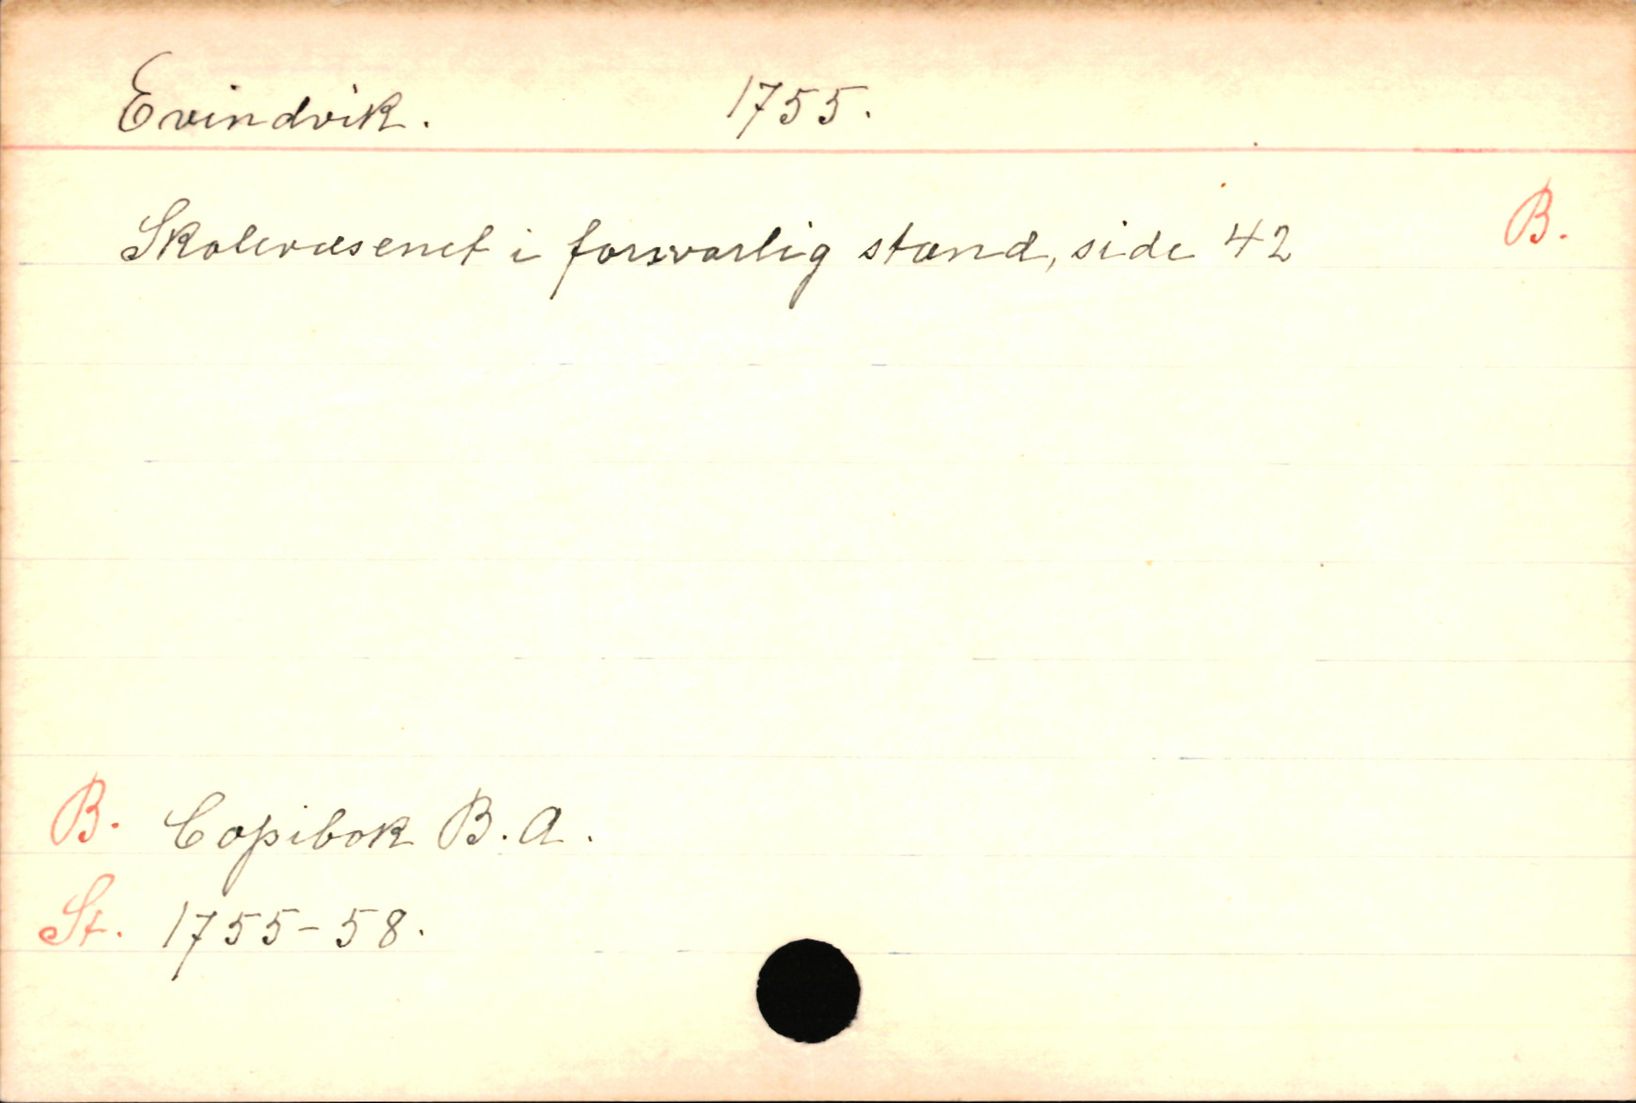 Evindvik. 1755.
Skolevæsenet i forsvarlig stand, side 42 B.
B. Copibok B. A.
St. 1755-58.